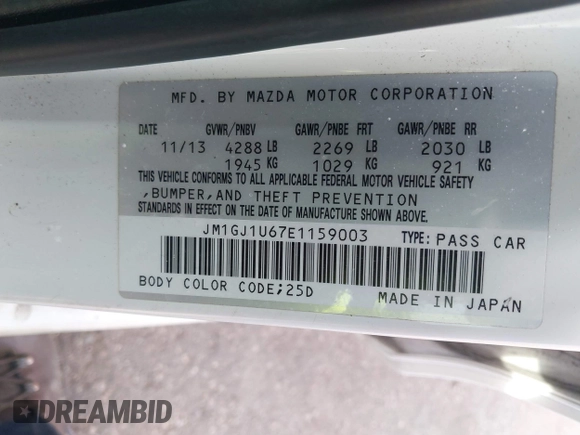 MFD. BY MAZDA MOTOR CORPORATION
DATE GVWR/PNBV GAWR/PNBE FRT GAWR/PNBE RR
11/13 4288 LB 2269 LB 2030 LB
1945 KG 1029 KG 921 KG
THIS VEHICLE CONFORMS TO ALL APPLICABLE FEDERAL MOTOR VEHICLE SAFETY
,BUMPER,AND THEFT PREVENTION
STANDARDS IN EFFECT ON THE DATE OF MANUFACTURE SHOWN ABOVE.
JM1GJ1U67E1159003 TYPE: PASS CAR
BODY COLOR CODE;25D MADE IN JAPAN
DREAMBID